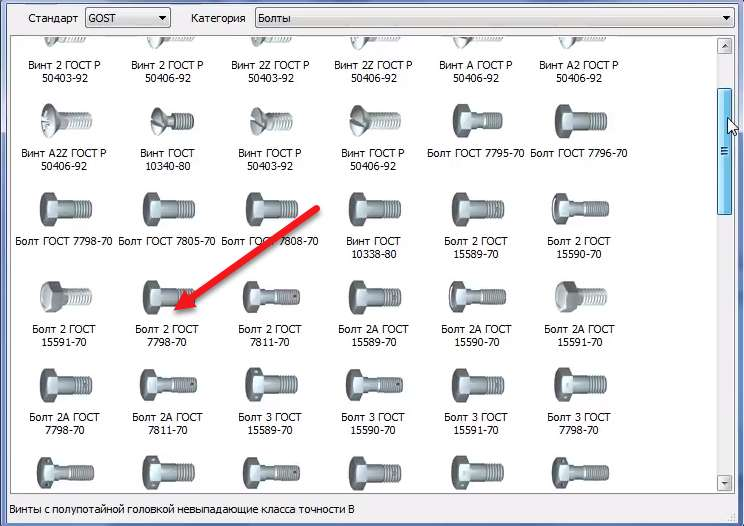 Стандарт GOST Категория Болты
Винт 2 ГОСТ Р Винт 2 ГОСТ Р Винт 2Z ГОСТ Р Винт 2Z ГОСТ Р Винт А ГОСТ Р Винт А2 ГОСТ Р
50403-92 50406-92 50403-92 50406-92 50406-92 50406-92
Винт A2Z ГОСТ Р Винт ГОСТ Винт ГОСТ Р Винт ГОСТ Р Болт ГОСТ 7795-70 Болт ГОСТ 7796-70
50406-92 10340-80 50403-92 50406-92
Болт ГОСТ 7798-70 Болт ГОСТ 7805-70 Болт ГОСТ 7808-70 Винт ГОСТ Болт 2 ГОСТ Болт 2 ГОСТ
10338-80 15589-70 15590-70
Болт 2 ГОСТ Болт 2 ГОСТ Болт 2 ГОСТ Болт 2А ГОСТ Болт 2А ГОСТ Болт 2А ГОСТ
15591-70 7798-70 7811-70 15589-70 15590-70 15591-70
Болт 2А ГОСТ Болт 2А ГОСТ Болт 3 ГОСТ Болт 3 ГОСТ Болт 3 ГОСТ Болт 3 ГОСТ
7798-70 7811-70 15589-70 15590-70 15591-70 7798-70
Винты с полупотайной головкой невыпадающие класса точности В